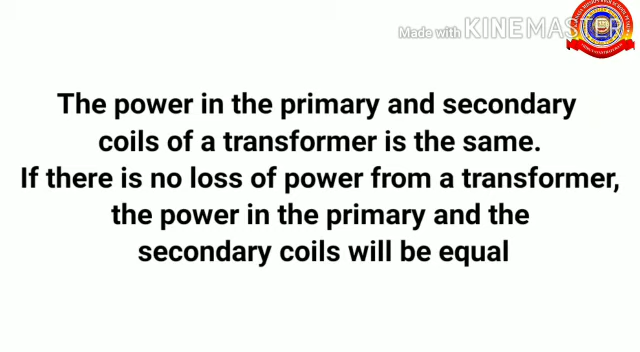 Made with KINEMASTER
The power in the primary and secondary
coils of a transformer is the same.
If there is no loss of power from a transformer,
the power in the primary and the
secondary coils will be equal